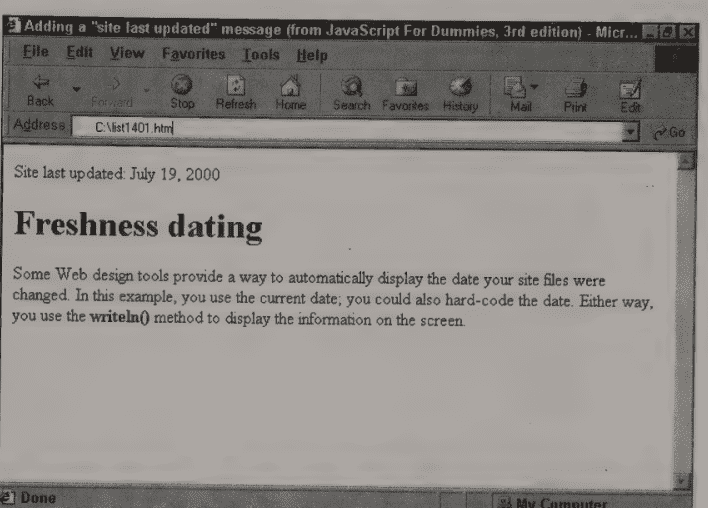 Adding a "site last updated" message (from JavaScript For Dummies, 3rd edition) - Micr...
File Edit View Favorites Tools Help
Back Forward Stop Refresh Home Search Favorites History Mail Print Edit
Address C:\list1401.htm Go
Site last updated: July 19, 2000
Freshness dating
Some Web design tools provide a way to automatically display the date your site files were
changed. In this example, you use the current date; you could also hard-code the date. Either way,
you use the writeln() method to display the information on the screen.
Done My Computer